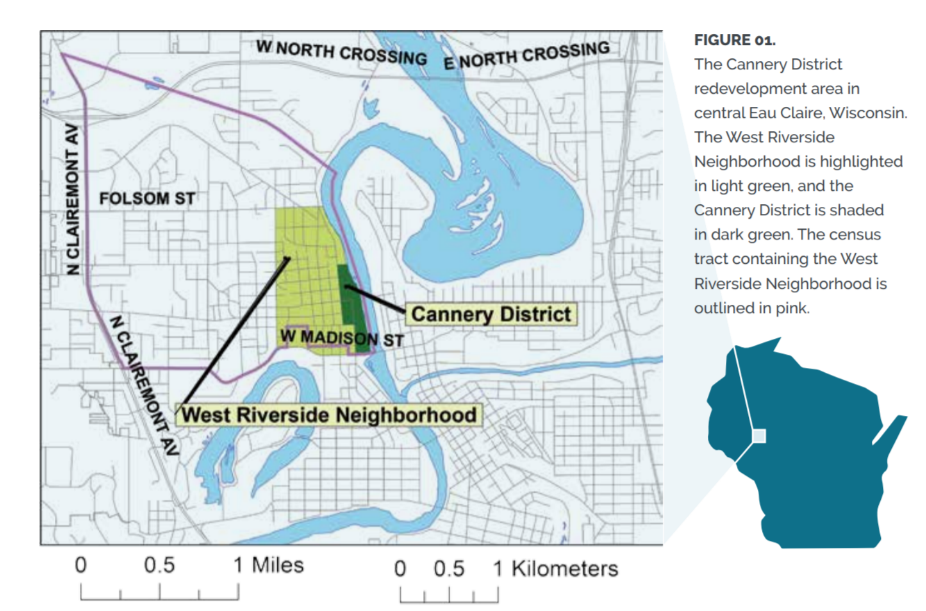 W NORTH CROSSING
E NORTH CROSSING
N CLAIREMONT AV
FOLSOM ST
Cannery District
W MADISON ST
N CLAIREMONT AV
West Riverside Neighborhood
0 0.5 1 Miles
0 0.5 1 Kilometers
FIGURE 01.
The Cannery District
redevelopment area in
central Eau Claire, Wisconsin.
The West Riverside
Neighborhood is highlighted
in light green, and the
Cannery District is shaded
in dark green. The census
tract containing the West
Riverside Neighborhood is
outlined in pink.